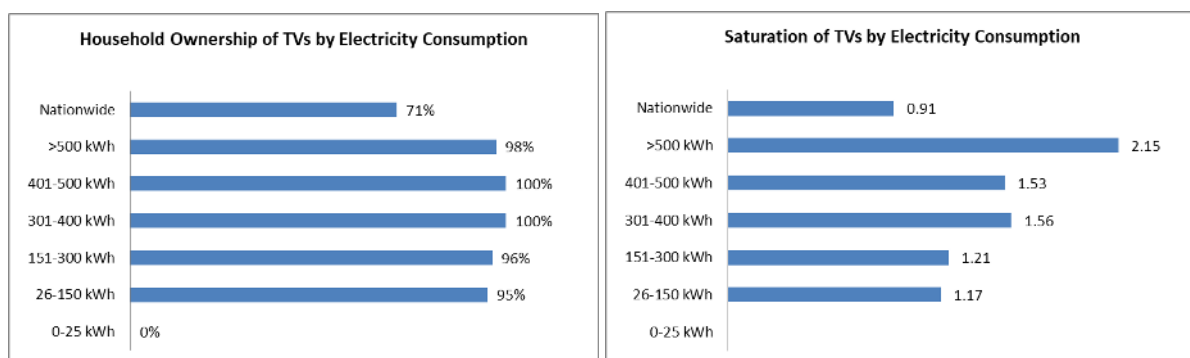 Household Ownership of TVs by Electricity Consumption
Nationwide 71%
>500 kWh 98%
401-500 kWh 100%
301-400 kWh 100%
151-300 kWh 96%
26-150 kWh 95%
0-25 kWh 0%
Saturation of TVs by Electricity Consumption
Nationwide 0.91
>500 kWh 2.15
401-500 kWh 1.53
301-400 kWh 1.56
151-300 kWh 1.21
26-150 kWh 1.17
0-25 kWh